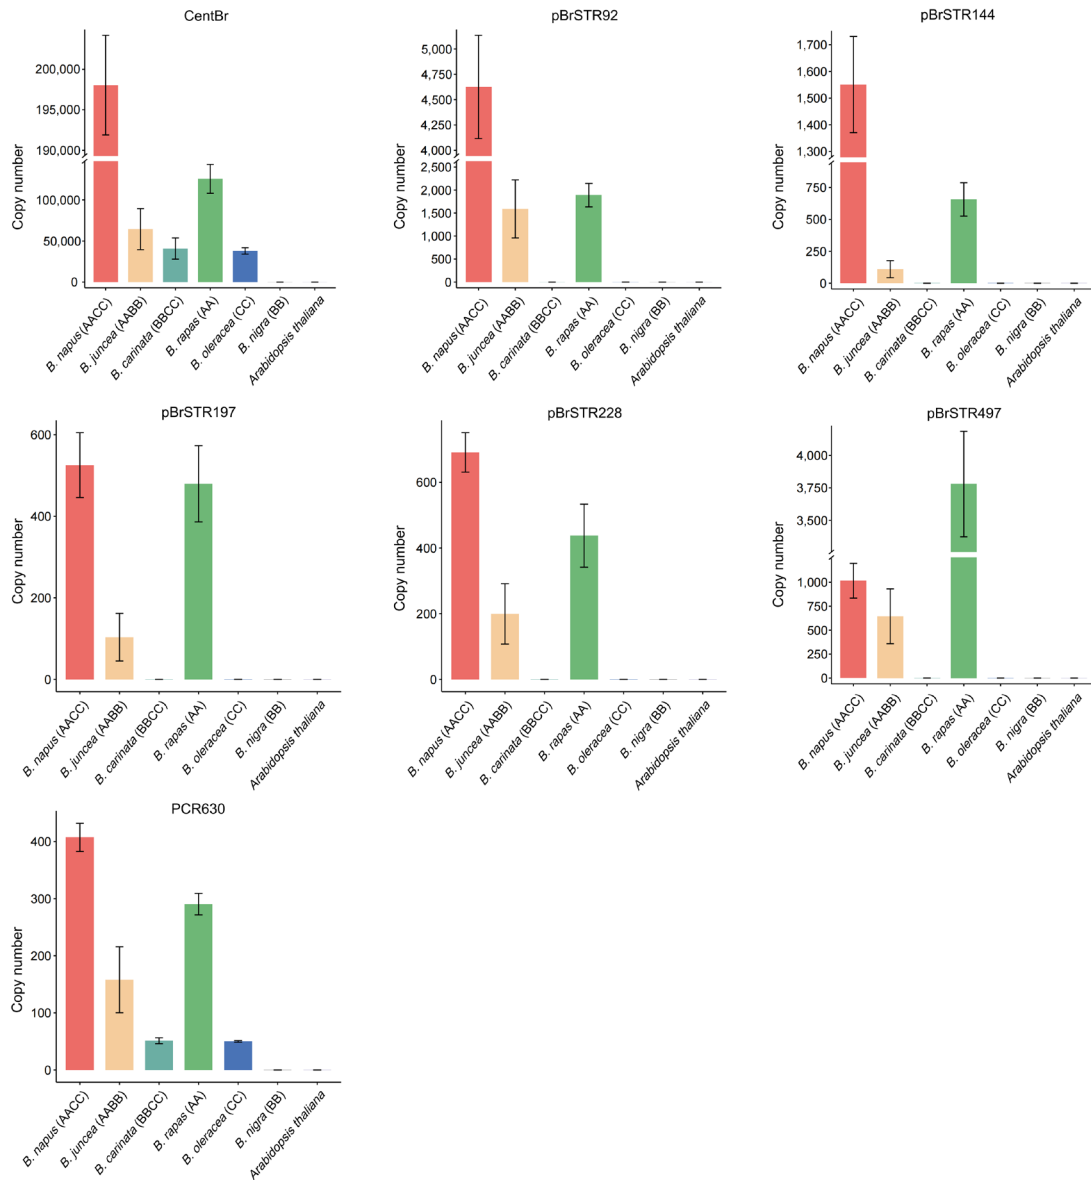 CentBr
200,000
195,000
190,000
100,000
50,000
0
Copy number
B. napus (AACC)
B. juncea (AABB)
B. carinata (BBCC)
B. rapas (AA)
B. oleracea (CC)
B. nigra (BB)
Arabidopsis thaliana
pBrSTR92
5,000
4,750
4,500
4,250
4,000
2,500
2,000
1,500
1,000
500
0
Copy number
B. napus (AACC)
B. juncea (AABB)
B. carinata (BBCC)
B. rapas (AA)
B. oleracea (CC)
B. nigra (BB)
Arabidopsis thaliana
pBrSTR144
1,700
1,600
1,500
1,400
1,300
750
500
250
0
Copy number
B. napus (AACC)
B. juncea (AABB)
B. carinata (BBCC)
B. rapas (AA)
B. oleracea (CC)
B. nigra (BB)
Arabidopsis thaliana
pBrSTR197
600
400
200
0
Copy number
B. napus (AACC)
B. juncea (AABB)
B. carinata (BBCC)
B. rapas (AA)
B. oleracea (CC)
B. nigra (BB)
Arabidopsis thaliana
pBrSTR228
600
400
200
0
Copy number
B. napus (AACC)
B. juncea (AABB)
B. carinata (BBCC)
B. rapas (AA)
B. oleracea (CC)
B. nigra (BB)
Arabidopsis thaliana
pBrSTR497
4,000
3,750
3,500
1,000
750
500
250
0
Copy number
B. napus (AACC)
B. juncea (AABB)
B. carinata (BBCC)
B. rapas (AA)
B. oleracea (CC)
B. nigra (BB)
Arabidopsis thaliana
PCR630
400
300
200
100
0
Copy number
B. napus (AACC)
B. juncea (AABB)
B. carinata (BBCC)
B. rapas (AA)
B. oleracea (CC)
B. nigra (BB)
Arabidopsis thaliana